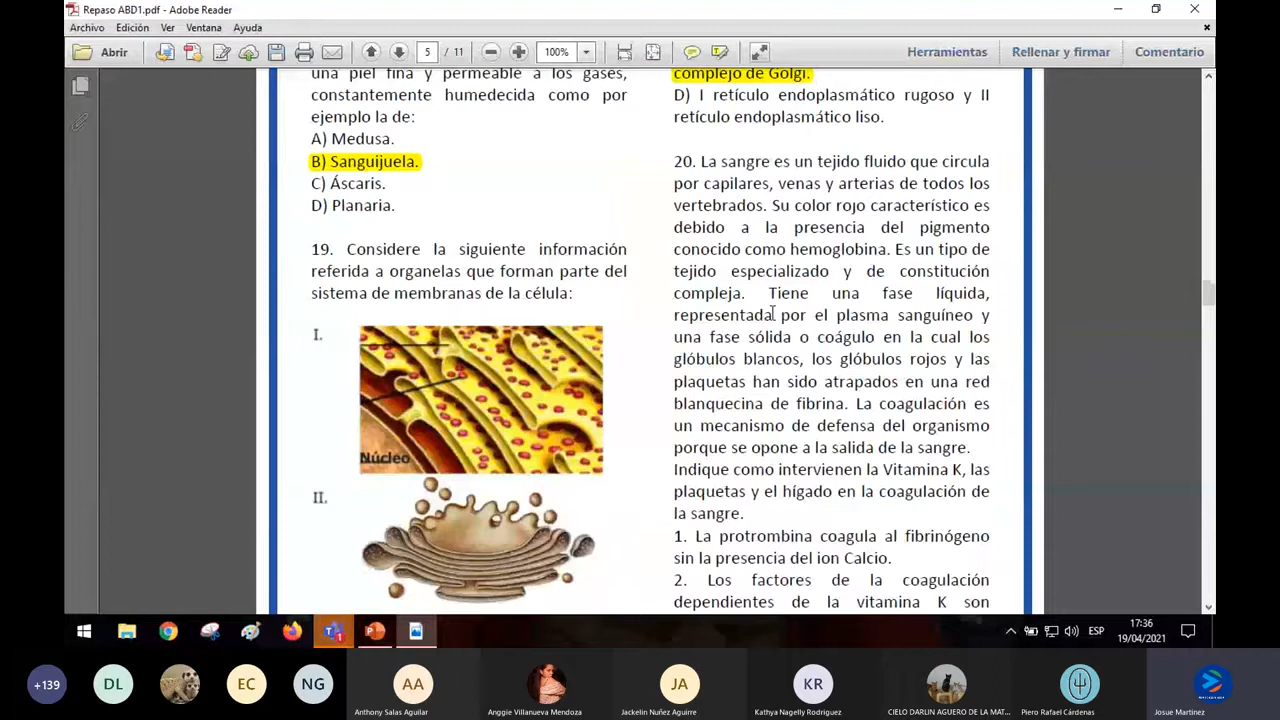 Repaso ABD1.pdf - Adobe Reader
Archivo Edición Ver Ventana Ayuda
Abrir 5 / 11 100% Herramientas Rellenar y firmar Comentario
una piel fina y permeable a los gases,
constantemente humedecida como por
ejemplo la de:
A) Medusa.
B) Sanguijuela.
C) Áscaris.
D) Planaria.
19. Considere la siguiente información
referida a organelas que forman parte del
sistema de membranas de la célula:
I.
Núcleo
II.
complejo de Golgi.
D) I retículo endoplasmático rugoso y II
retículo endoplasmático liso.
20. La sangre es un tejido fluido que circula
por capilares, venas y arterias de todos los
vertebrados. Su color rojo característico es
debido a la presencia del pigmento
conocido como hemoglobina. Es un tipo de
tejido especializado y de constitución
compleja. Tiene una fase líquida,
representada por el plasma sanguíneo y
una fase sólida o coágulo en la cual los
glóbulos blancos, los glóbulos rojos y las
plaquetas han sido atrapados en una red
blanquecina de fibrina. La coagulación es
un mecanismo de defensa del organismo
porque se opone a la salida de la sangre.
Indique como intervienen la Vitamina K, las
plaquetas y el hígado en la coagulación de
la sangre.
1. La protrombina coagula al fibrinógeno
sin la presencia del ion Calcio.
2. Los factores de la coagulación
dependientes de la vitamina K son
ESP
17:36
19/04/2021
+139 DL EC NG AA JA KR
Anthony Salas Aguilar Anggie Villanueva Mendoza Jackelin Nuñez Aguirre Kathya Nagelly Rodriguez CIELO DARLIN AGUERO DE LA MAT... Piero Rafael Cárdenas Josue Martinez